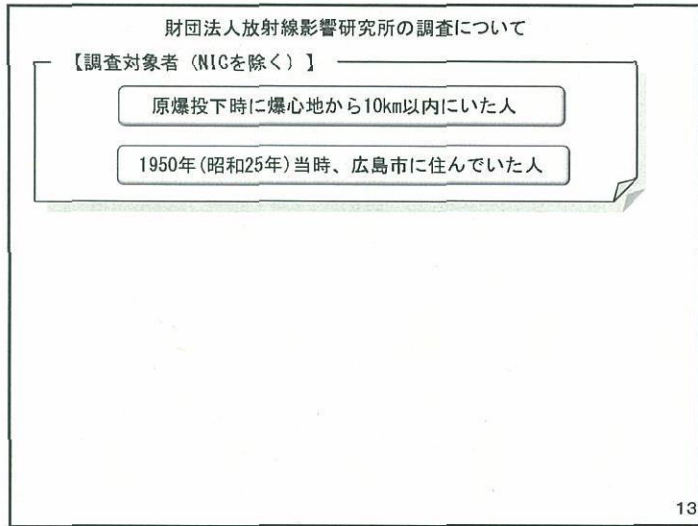 財団法人放射線影響研究所の調査について
【調査対象者（NICを除く）】
原爆投下時に爆心地から10km以内にいた人
1950年(昭和25年)当時、広島市に住んでいた人
13